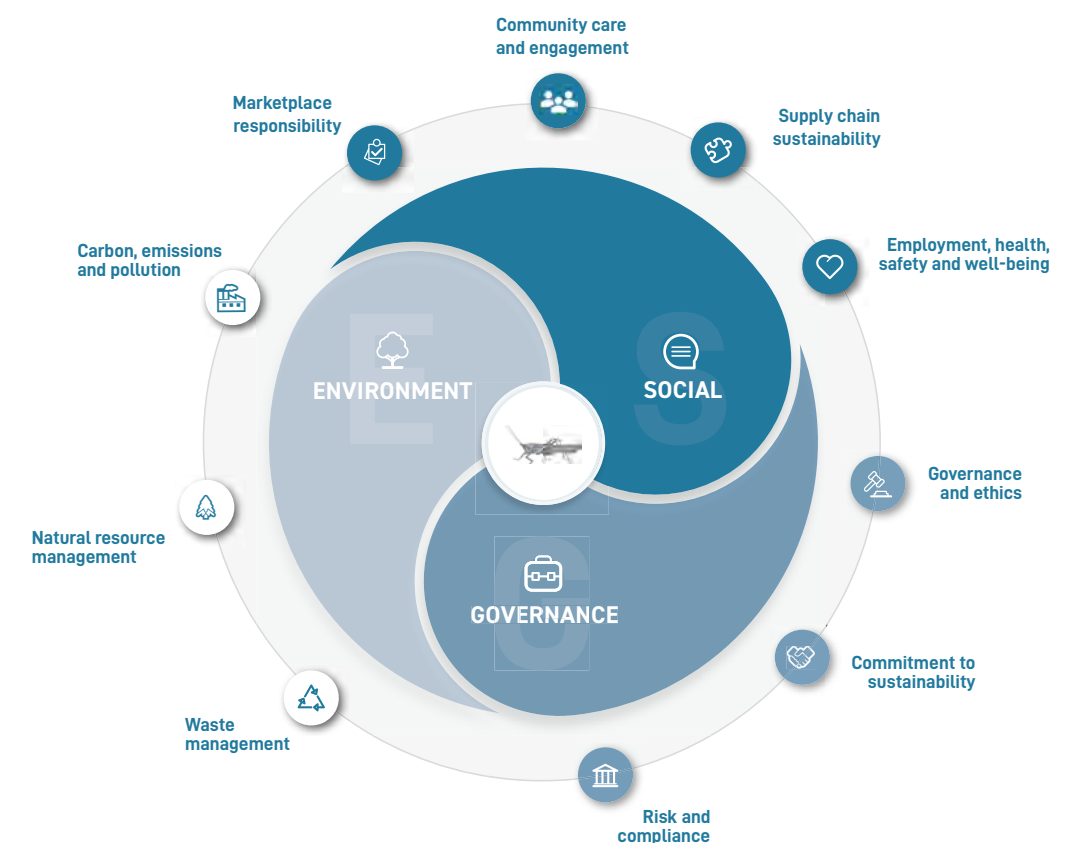 Community care
and engagement
Marketplace
responsibility
Supply chain
sustainability
Carbon, emissions
and pollution
Employment, health,
safety and well-being
E
S
ENVIRONMENT
SOCIAL
Governance
and ethics
Natural resource
management
G
GOVERNANCE
Commitment to
sustainability
Waste
management
Risk and
compliance